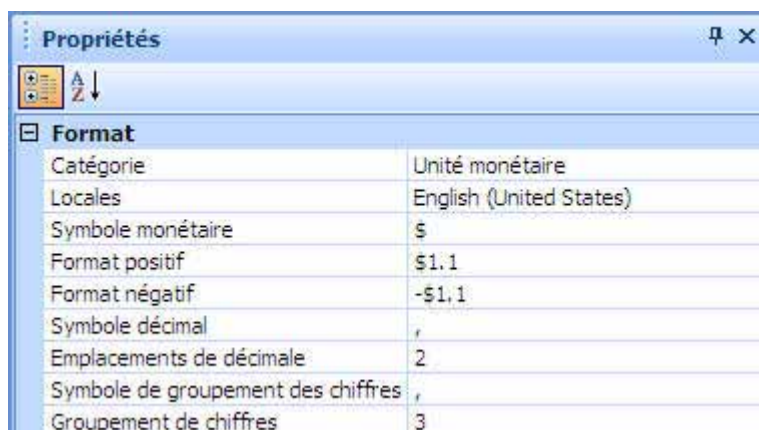 Propriétés
A Z
Format
Catégorie Unité monétaire
Locales English (United States)
Symbole monétaire $
Format positif $1.1
Format négatif -$1.1
Symbole décimal ,
Emplacements de décimale 2
Symbole de groupement des chiffres ,
Groupement de chiffres 3